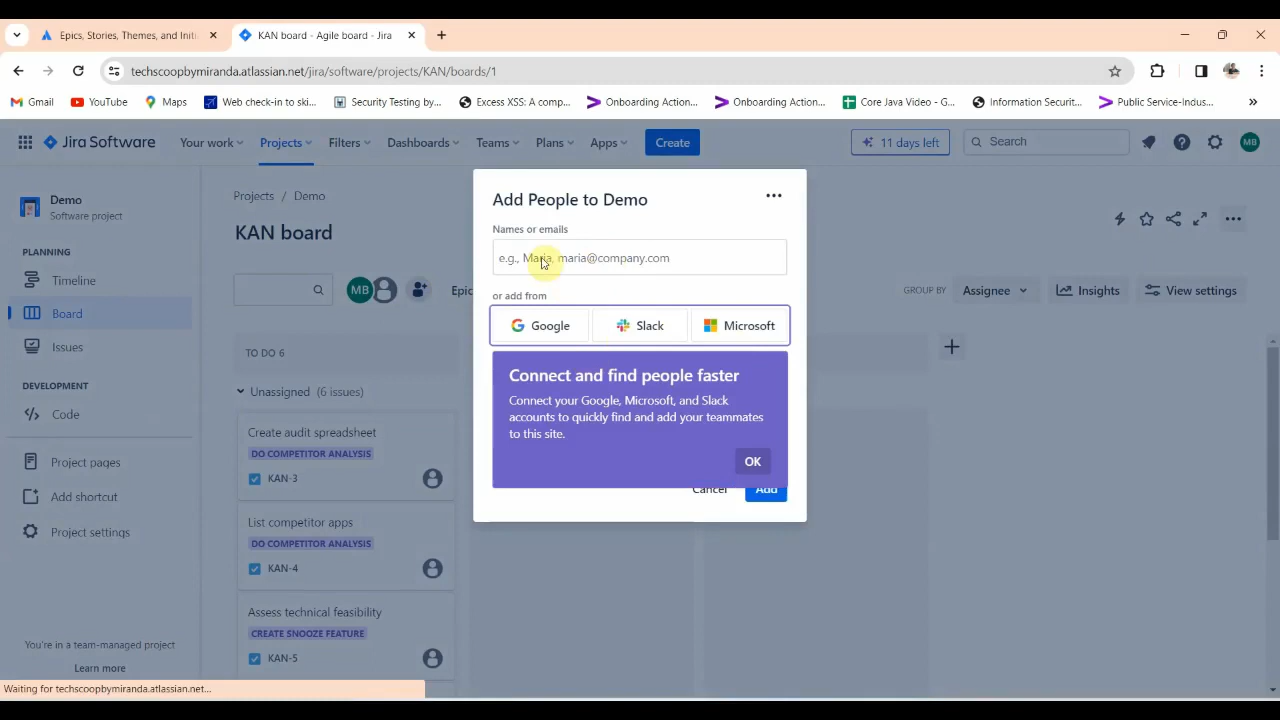 Epics, Stories, Themes, and Initi
KAN board - Agile board - Jira
techscoopbymiranda.atlassian.net/jira/software/projects/KAN/boards/1
Gmail YouTube Maps Web check-in to ski... Security Testing by... Excess XSS: A comp... Onboarding Action... Onboarding Action... Core Java Video - G... Information Securit... Public Service-Indus...
Jira Software Your work Projects Filters Dashboards Teams Plans Apps Create 11 days left Search MB
Demo
Software project
PLANNING
Timeline
Board
Issues
DEVELOPMENT
Code
Project pages
Add shortcut
Project settings
You're in a team-managed project
Learn more
Projects / Demo
KAN board
MB Epic
GROUP BY Assignee Insights View settings
TO DO 6
Unassigned (6 issues)
Create audit spreadsheet
DO COMPETITOR ANALYSIS
KAN-3
List competitor apps
DO COMPETITOR ANALYSIS
KAN-4
Assess technical feasibility
CREATE SNOOZE FEATURE
KAN-5
Add People to Demo
Names or emails
e.g., Maria, maria@company.com
or add from
Google Slack Microsoft
Connect and find people faster
Connect your Google, Microsoft, and Slack
accounts to quickly find and add your teammates
to this site.
OK
Cancel Add
Waiting for techscoopbymiranda.atlassian.net...